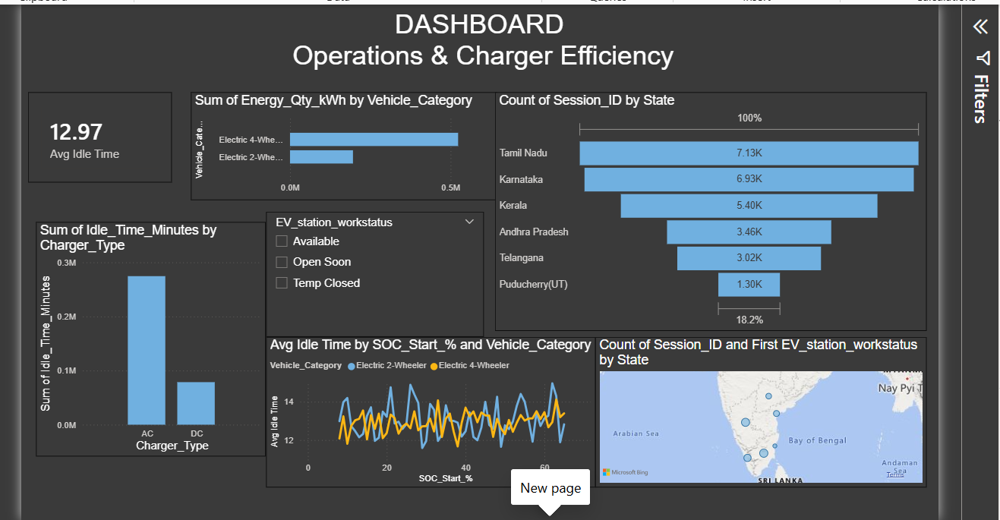 DASHBOARD
Operations & Charger Efficiency
Filters
12.97
Avg Idle Time
Sum of Energy_Qty_kWh by Vehicle_Category
Vehicle_Cate...
Electric 4-Whe...
Electric 2-Whe...
0.0M
0.5M
Count of Session_ID by State
100%
Tamil Nadu
7.13K
Karnataka
6.93K
Kerala
5.40K
Andhra Pradesh
3.46K
Telangana
3.02K
Puducherry(UT)
1.30K
18.2%
Sum of Idle_Time_Minutes by
Charger_Type
Sum of Idle_Time_Minutes
0.3M
0.2M
0.1M
0.0M
AC
DC
Charger_Type
EV_station_workstatus
Available
Open Soon
Temp Closed
Avg Idle Time by SOC_Start_% and Vehicle_Category
Vehicle_Category
Electric 2-Wheeler
Electric 4-Wheeler
Avg Idle Time
14
12
0
20
40
60
SOC_Start_%
Count of Session_ID and First EV_station_workstatus
by State
Nay Pyi T
Arabian Sea
Bay of Bengal
Andaman
Sea
Terms
Microsoft Bing
SRI LANKA
New page